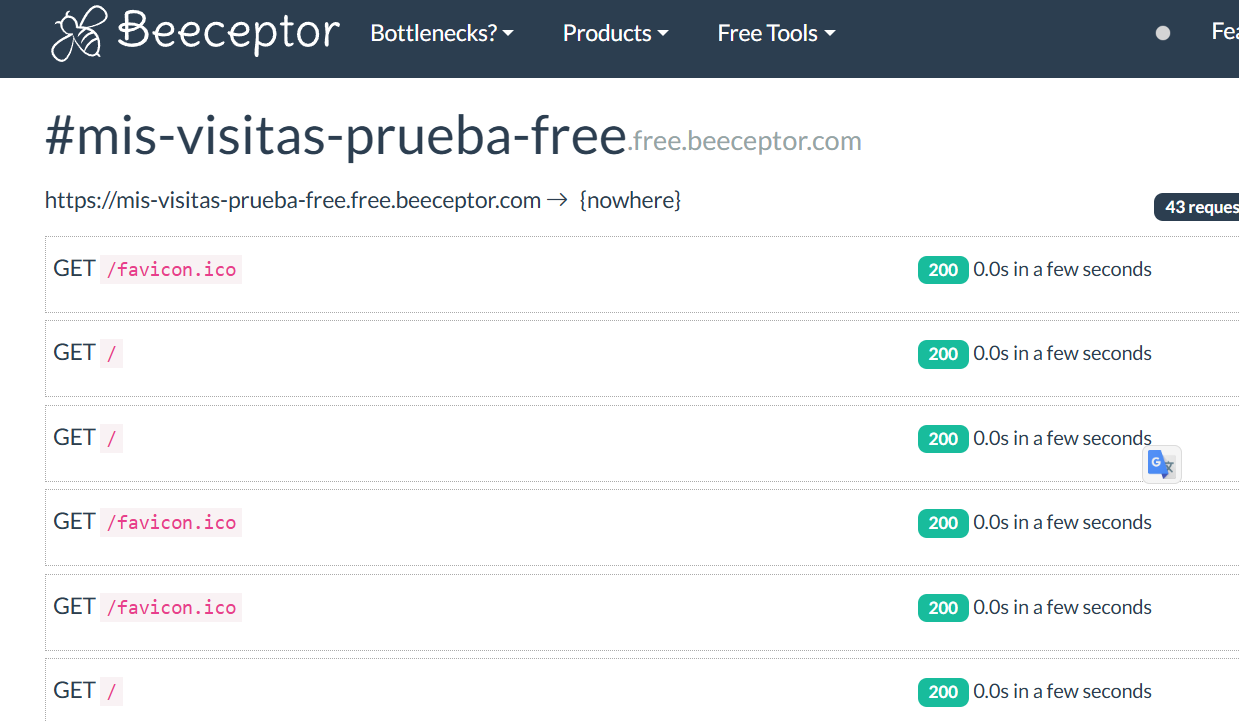 Beeceptor Bottlenecks? Products Free Tools Fea
#mis-visitas-prueba-free.free.beeceptor.com
https://mis-visitas-prueba-free.free.beeceptor.com → {nowhere}
43 reques
GET /favicon.ico 200 0.0s in a few seconds
GET / 200 0.0s in a few seconds
GET / 200 0.0s in a few seconds
GET /favicon.ico 200 0.0s in a few seconds
GET /favicon.ico 200 0.0s in a few seconds
GET / 200 0.0s in a few seconds